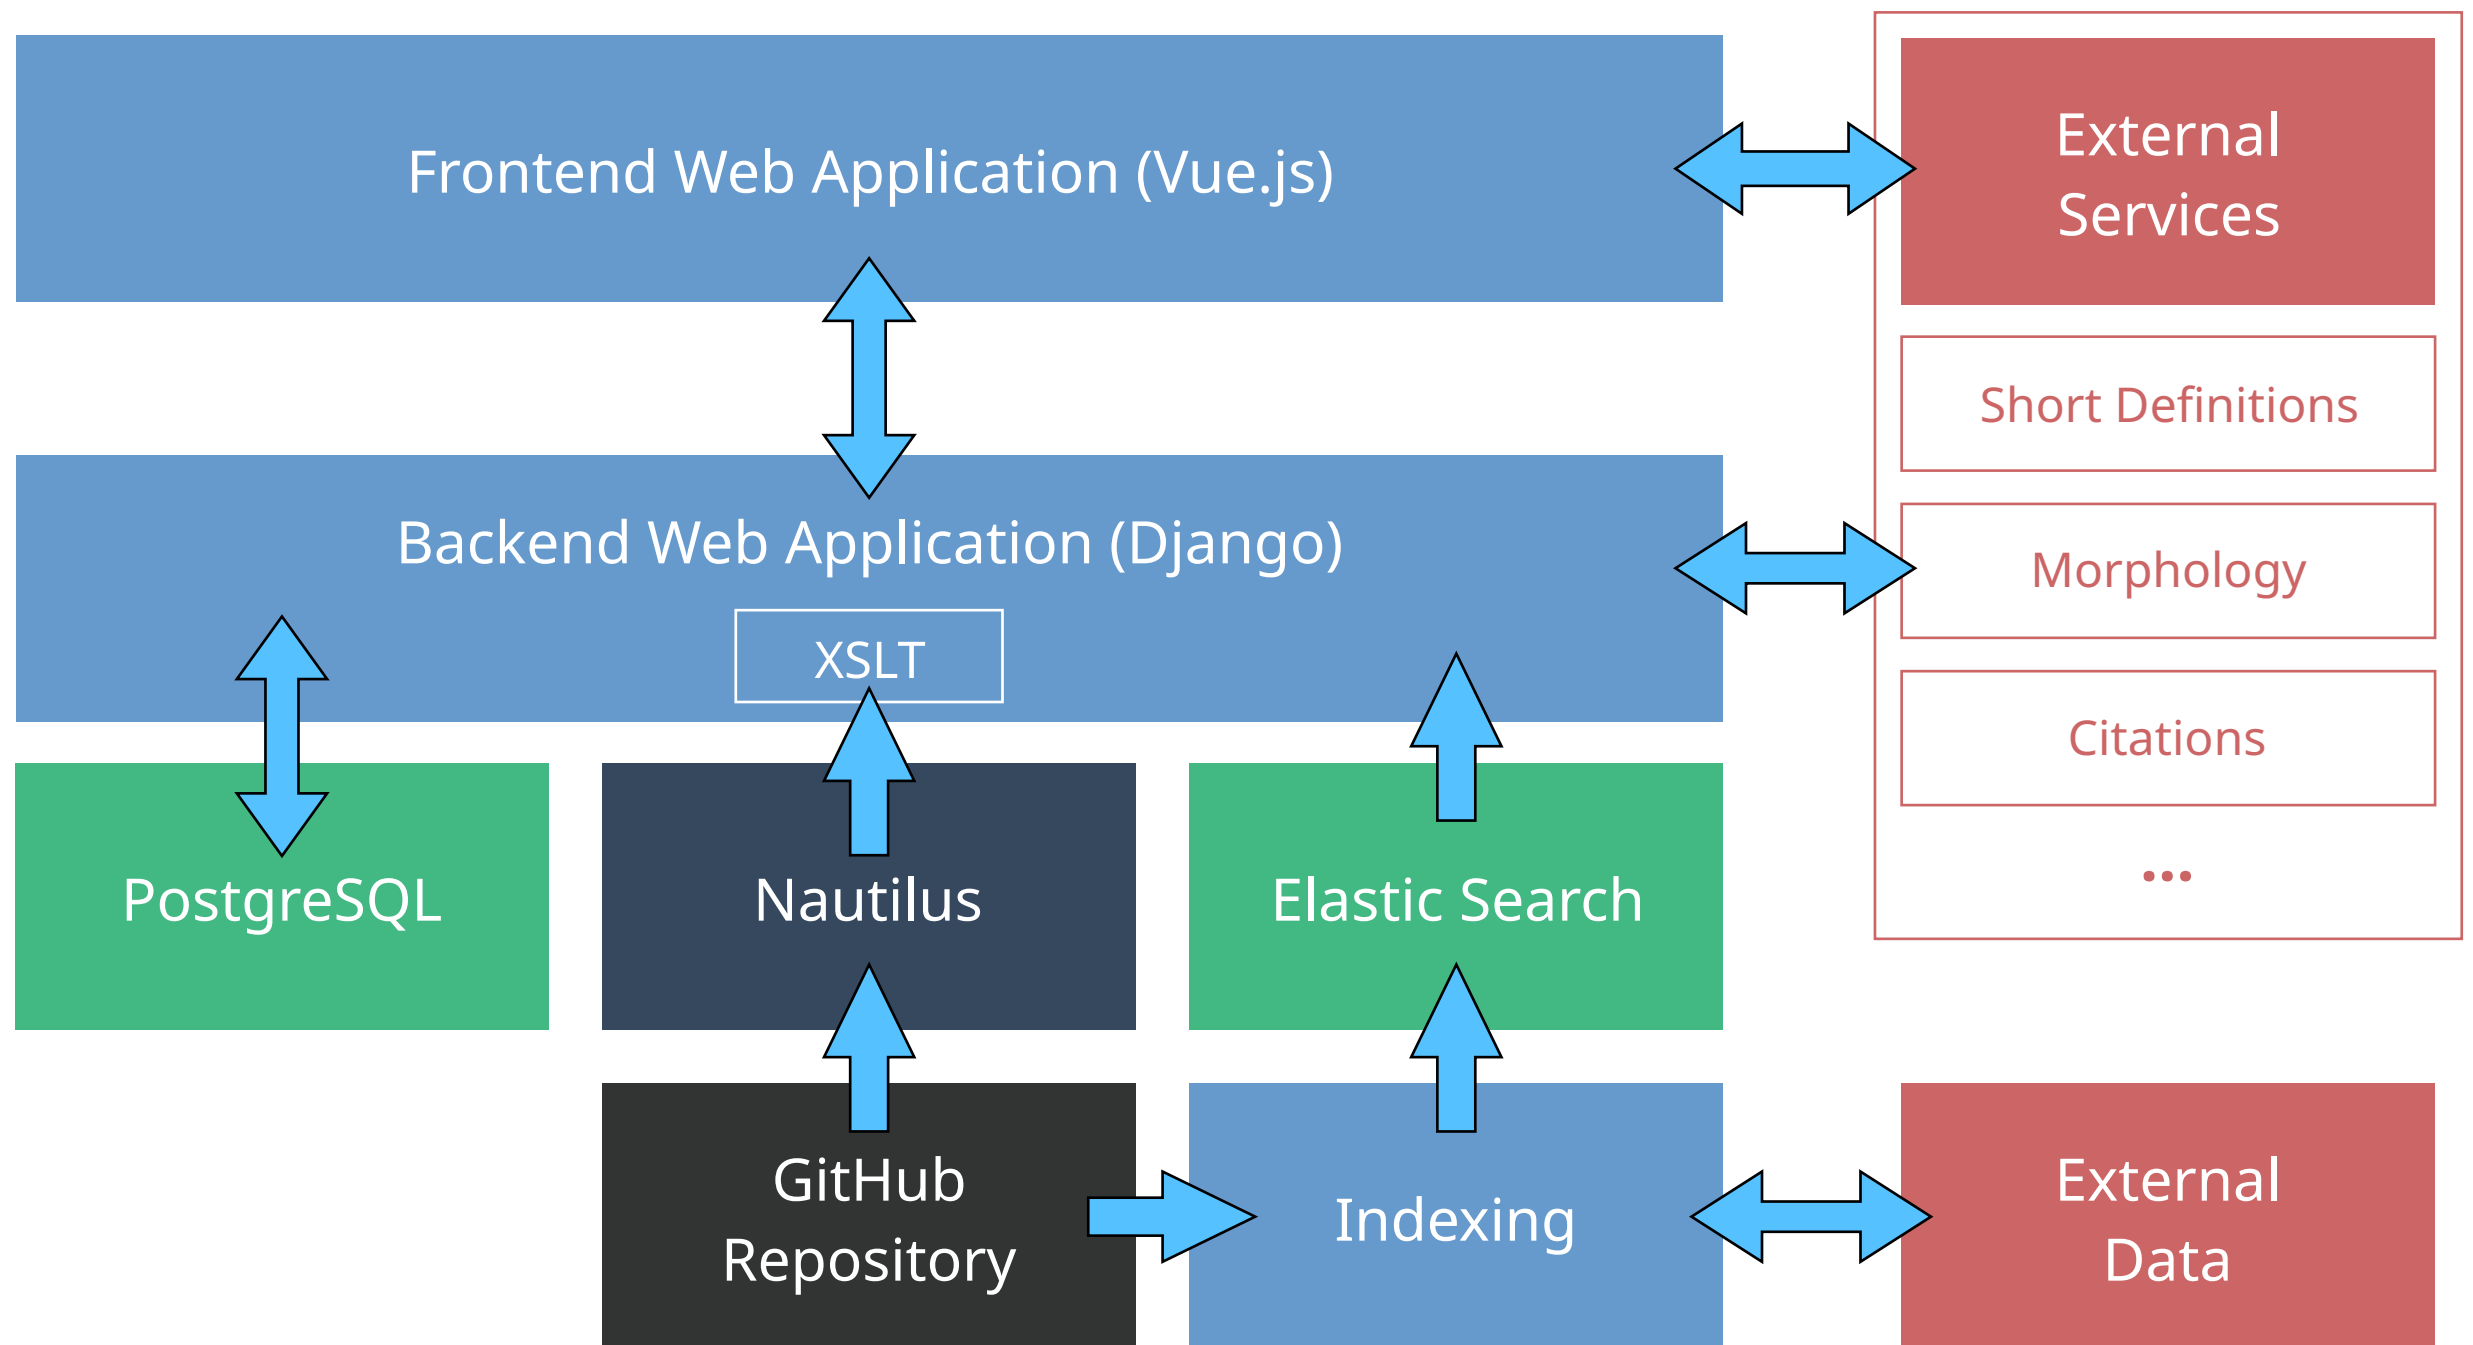 Frontend Web Application (Vue.js)
External
Services
Short Definitions
Backend Web Application (Django)
Morphology
XSLT
Citations
...
PostgreSQL
Nautilus
Elastic Search
GitHub
Repository
Indexing
External
Data